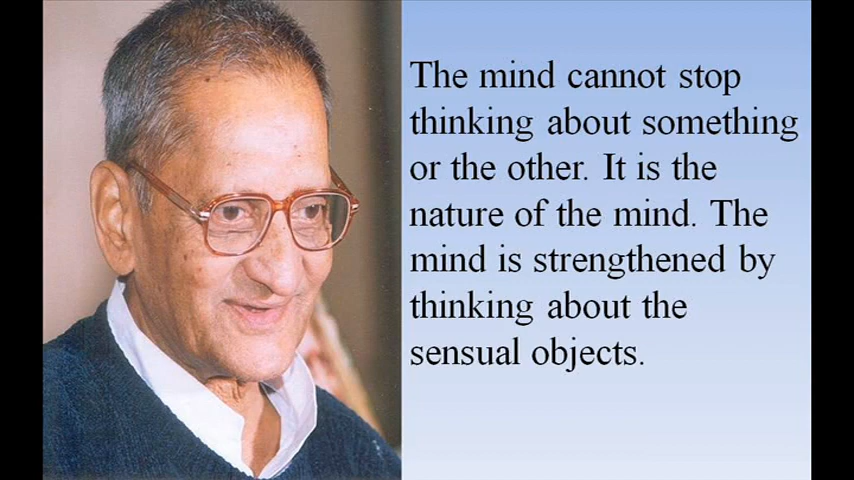 The mind cannot stop
thinking about something
or the other. It is the
nature of the mind. The
mind is strengthened by
thinking about the
sensual objects.